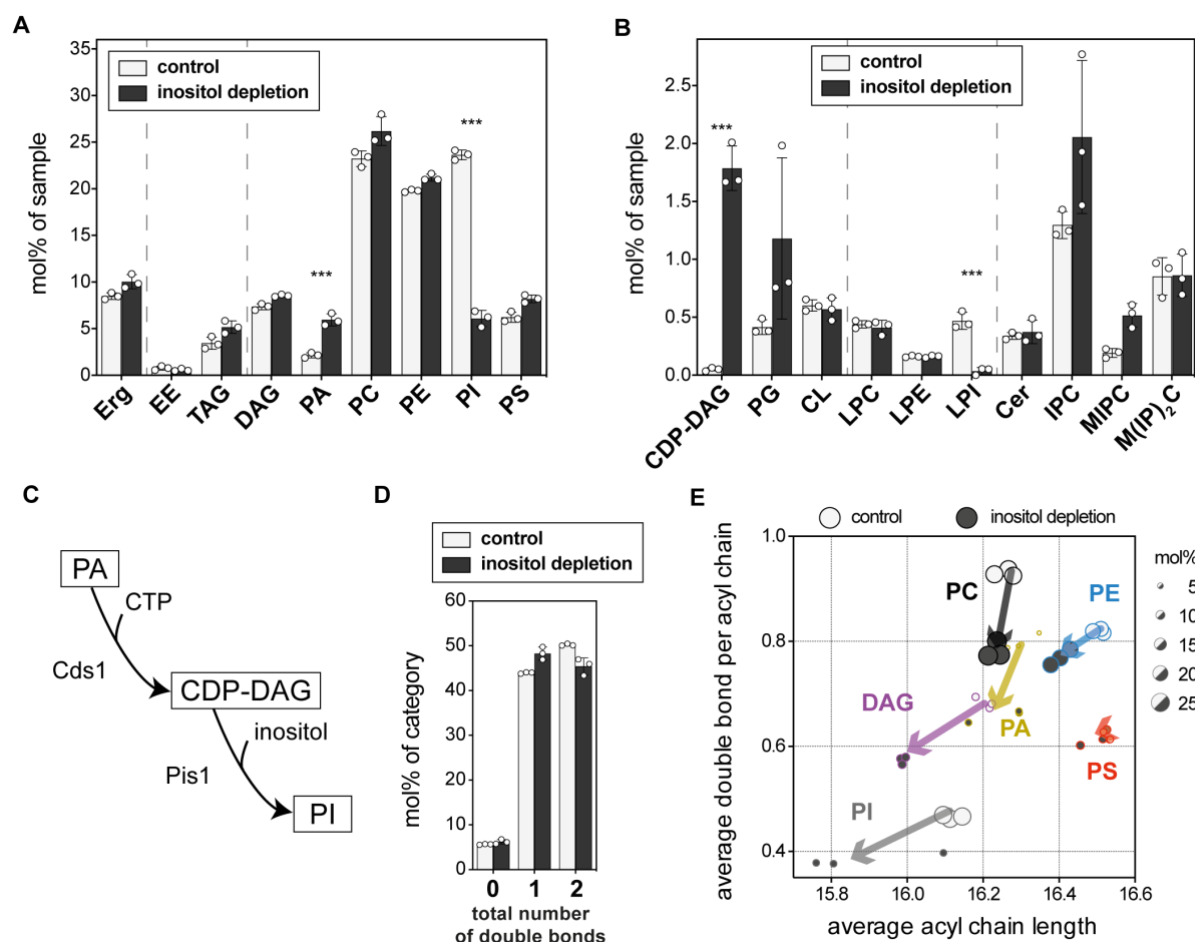 A
35
30
25
20
15
10
5
0
mol% of sample
control
inositol depletion
***
***
Erg
EE
TAG
DAG
PA
PC
PE
PI
PS
B
2.5
2.0
1.5
1.0
0.5
0.0
mol% of sample
control
inositol depletion
***
***
CDP-DAG
PG
CL
LPC
LPE
LPI
Cer
IPC
MIPC
M(IP)₂C
C
PA
CTP
Cds1
CDP-DAG
inositol
Pis1
PI
D
control
inositol depletion
60
50
40
30
20
10
0
mol% of category
0 1 2
total number
of double bonds
E
control
inositol depletion
1.0
0.8
0.6
0.4
average double bond per acyl chain
PC
PE
DAG
PA
PS
PI
15.8 16.0 16.2 16.4 16.6
average acyl chain length
mol%
5
10
15
20
25